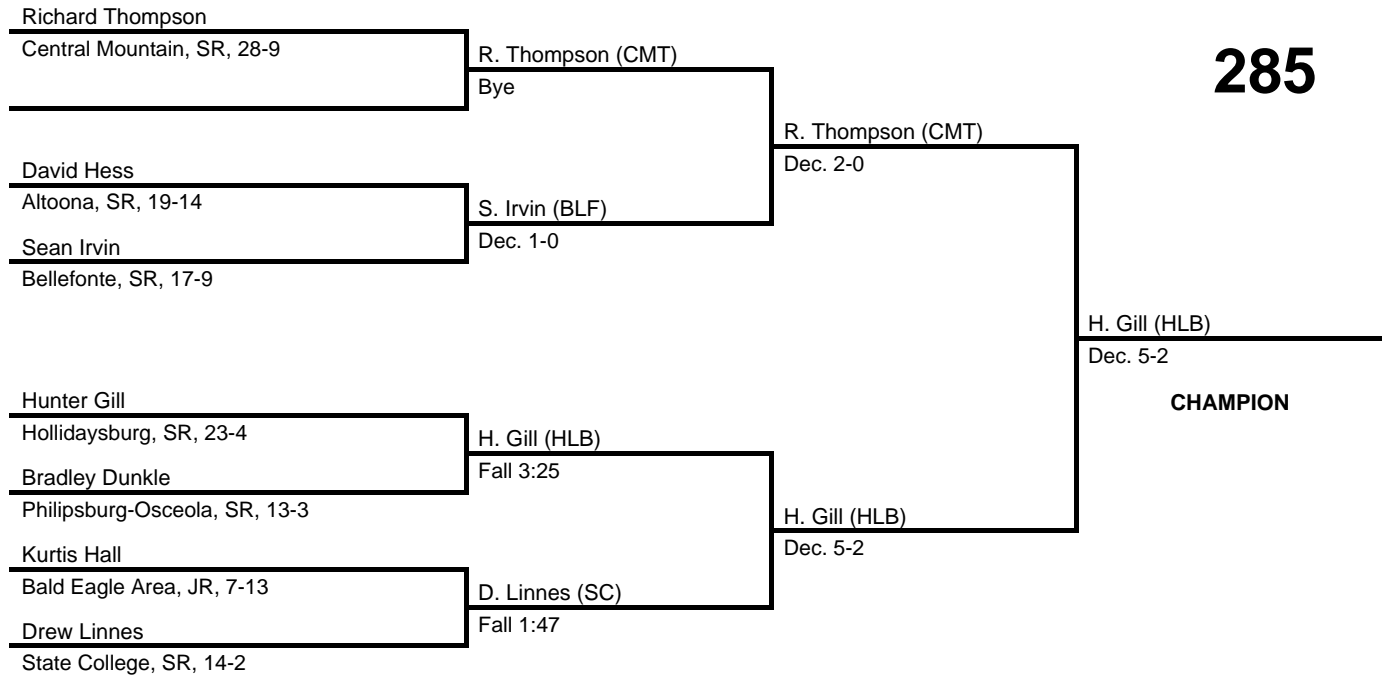 Richard Thompson
Central Mountain, SR, 28-9
R. Thompson (CMT)
Bye
285
R. Thompson (CMT)
Dec. 2-0
David Hess
Altoona, SR, 19-14
S. Irvin (BLF)
Dec. 1-0
Sean Irvin
Bellefonte, SR, 17-9
H. Gill (HLB)
Dec. 5-2
CHAMPION
Hunter Gill
Hollidaysburg, SR, 23-4
H. Gill (HLB)
Fall 3:25
Bradley Dunkle
Philipsburg-Osceola, SR, 13-3
H. Gill (HLB)
Dec. 5-2
Kurtis Hall
Bald Eagle Area, JR, 7-13
D. Linnes (SC)
Fall 1:47
Drew Linnes
State College, SR, 14-2